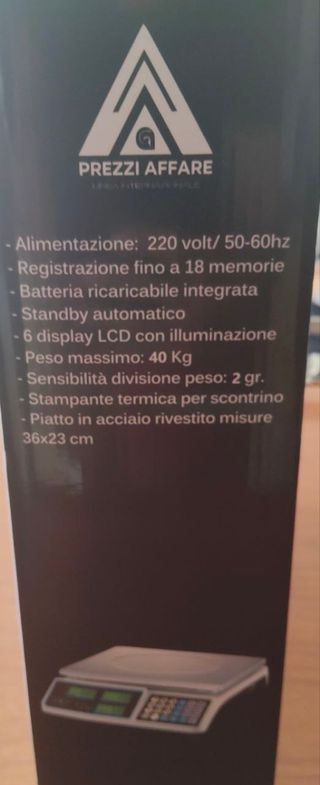 PREZZI AFFARE
- Alimentazione: 220 volt/ 50-60hz
- Registrazione fino a 18 memorie
- Batteria ricaricabile integrata
- Standby automatico
- 6 display LCD con illuminazione
- Peso massimo: 40 Kg
- Sensibilità divisione peso: 2 gr.
- Stampante termica per scontrino
- Piatto in acciaio rivestito misure
36x23 cm